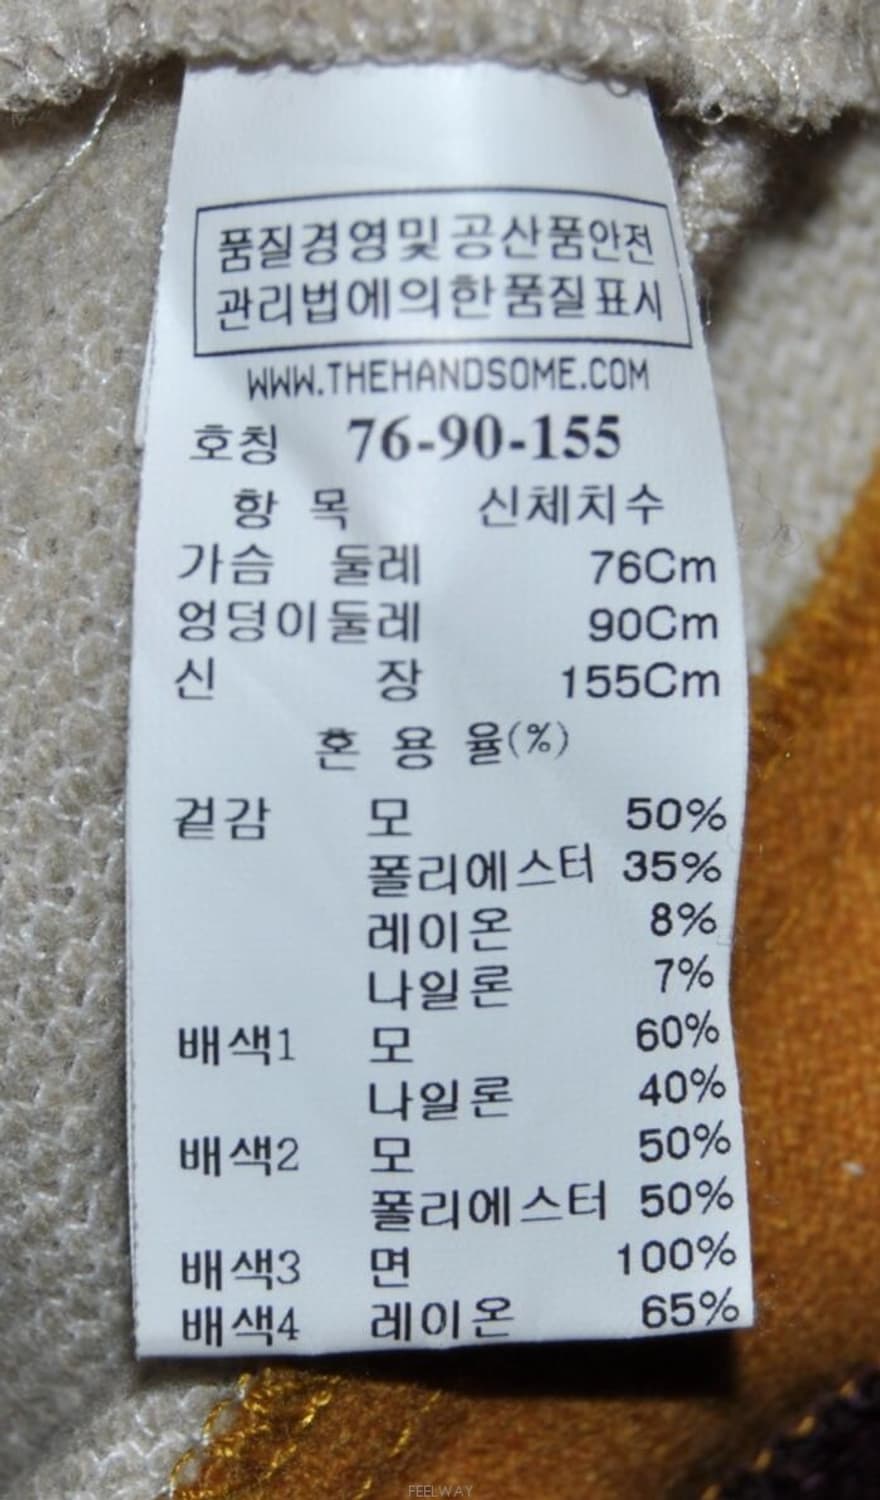 품질경영및공산품안전
관리법에의한품질표시
WWW.THEHANDSOME.COM
호칭 76-90-155
항 목 신체치수
가슴 둘레 76Cm
엉덩이둘레 90Cm
신 장 155Cm
혼 용 율(%)
겉감 모 50%
폴리에스터 35%
레이온 8%
나일론 7%
배색1 모 60%
나일론 40%
배색2 모 50%
폴리에스터 50%
배색3 면 100%
배색4 레이온 65%
FEELWAY